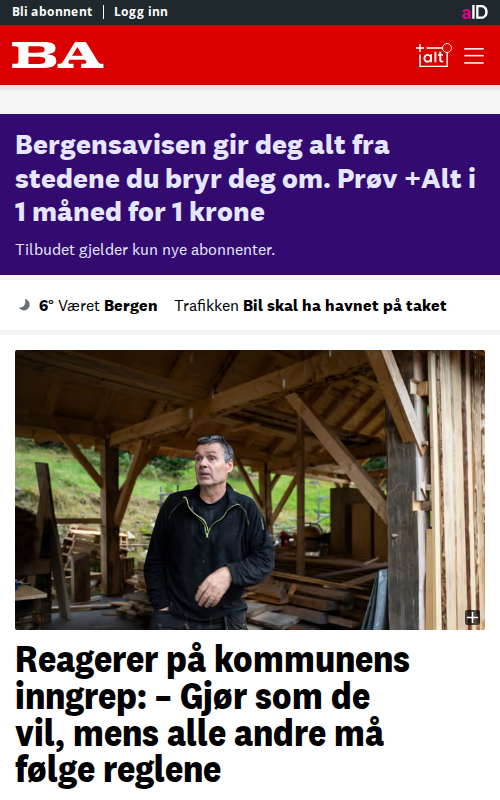 Bli abonnent | Logg inn
aID
BA
+alt
Bergensavisen gir deg alt fra
stedene du bryr deg om. Prøv +Alt i
1 måned for 1 krone
Tilbudet gjelder kun nye abonnenter.
6° Været Bergen Trafikken Bil skal ha havnet på taket
Reagerer på kommunens
inngrep: – Gjør som de
vil, mens alle andre må
følge reglene